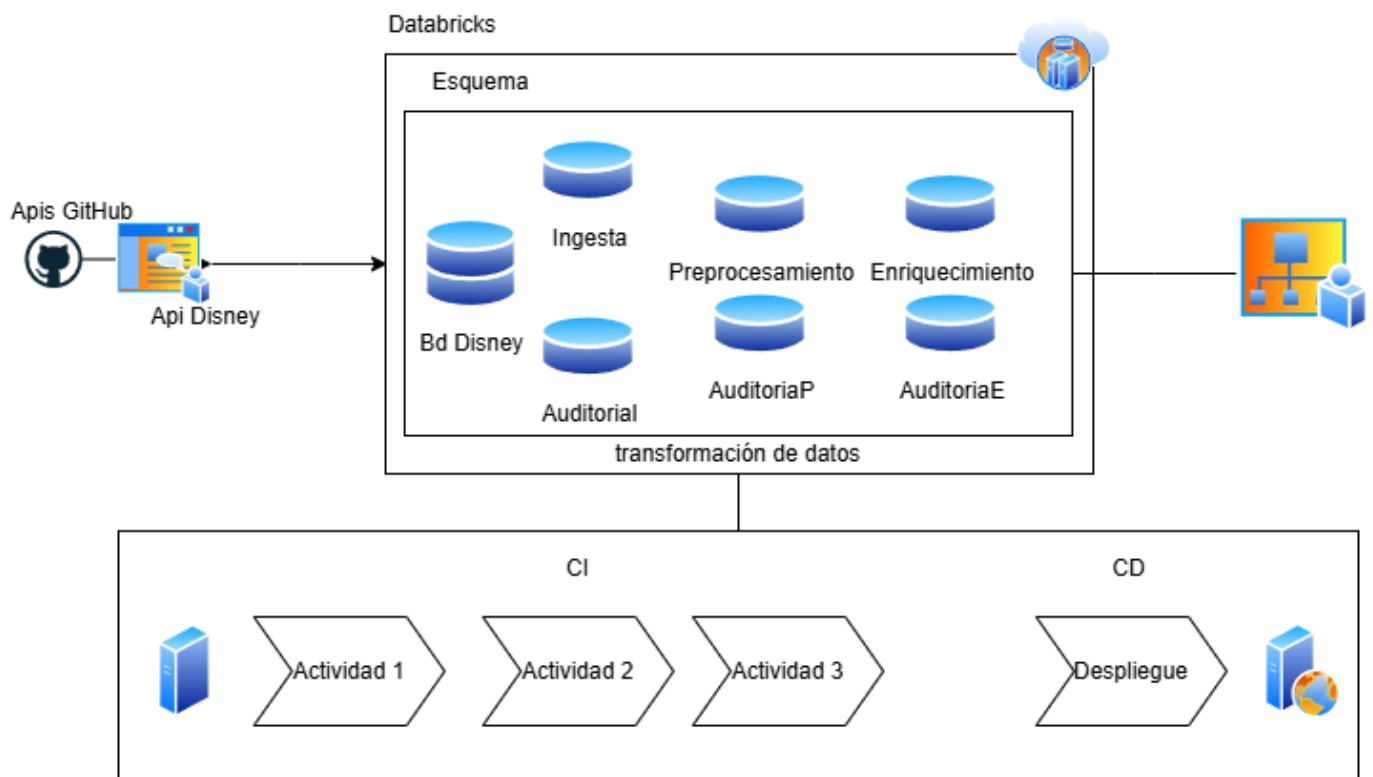 Databricks
Esquema
Apis GitHub
Api Disney
Ingesta
Bd Disney
Preprocesamiento
Enriquecimiento
AuditoriaI
AuditoriaP
AuditoriaE
transformación de datos
CI
CD
Actividad 1
Actividad 2
Actividad 3
Despliegue